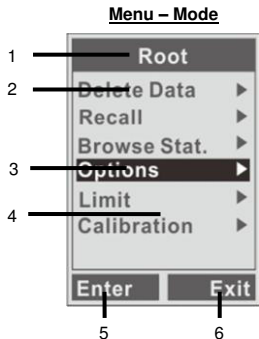 Menu – Mode
1
Root
2
Delete Data
Recall
Browse Stat.
3
Options
4
Limit
Calibration
Enter
Exit
5
6